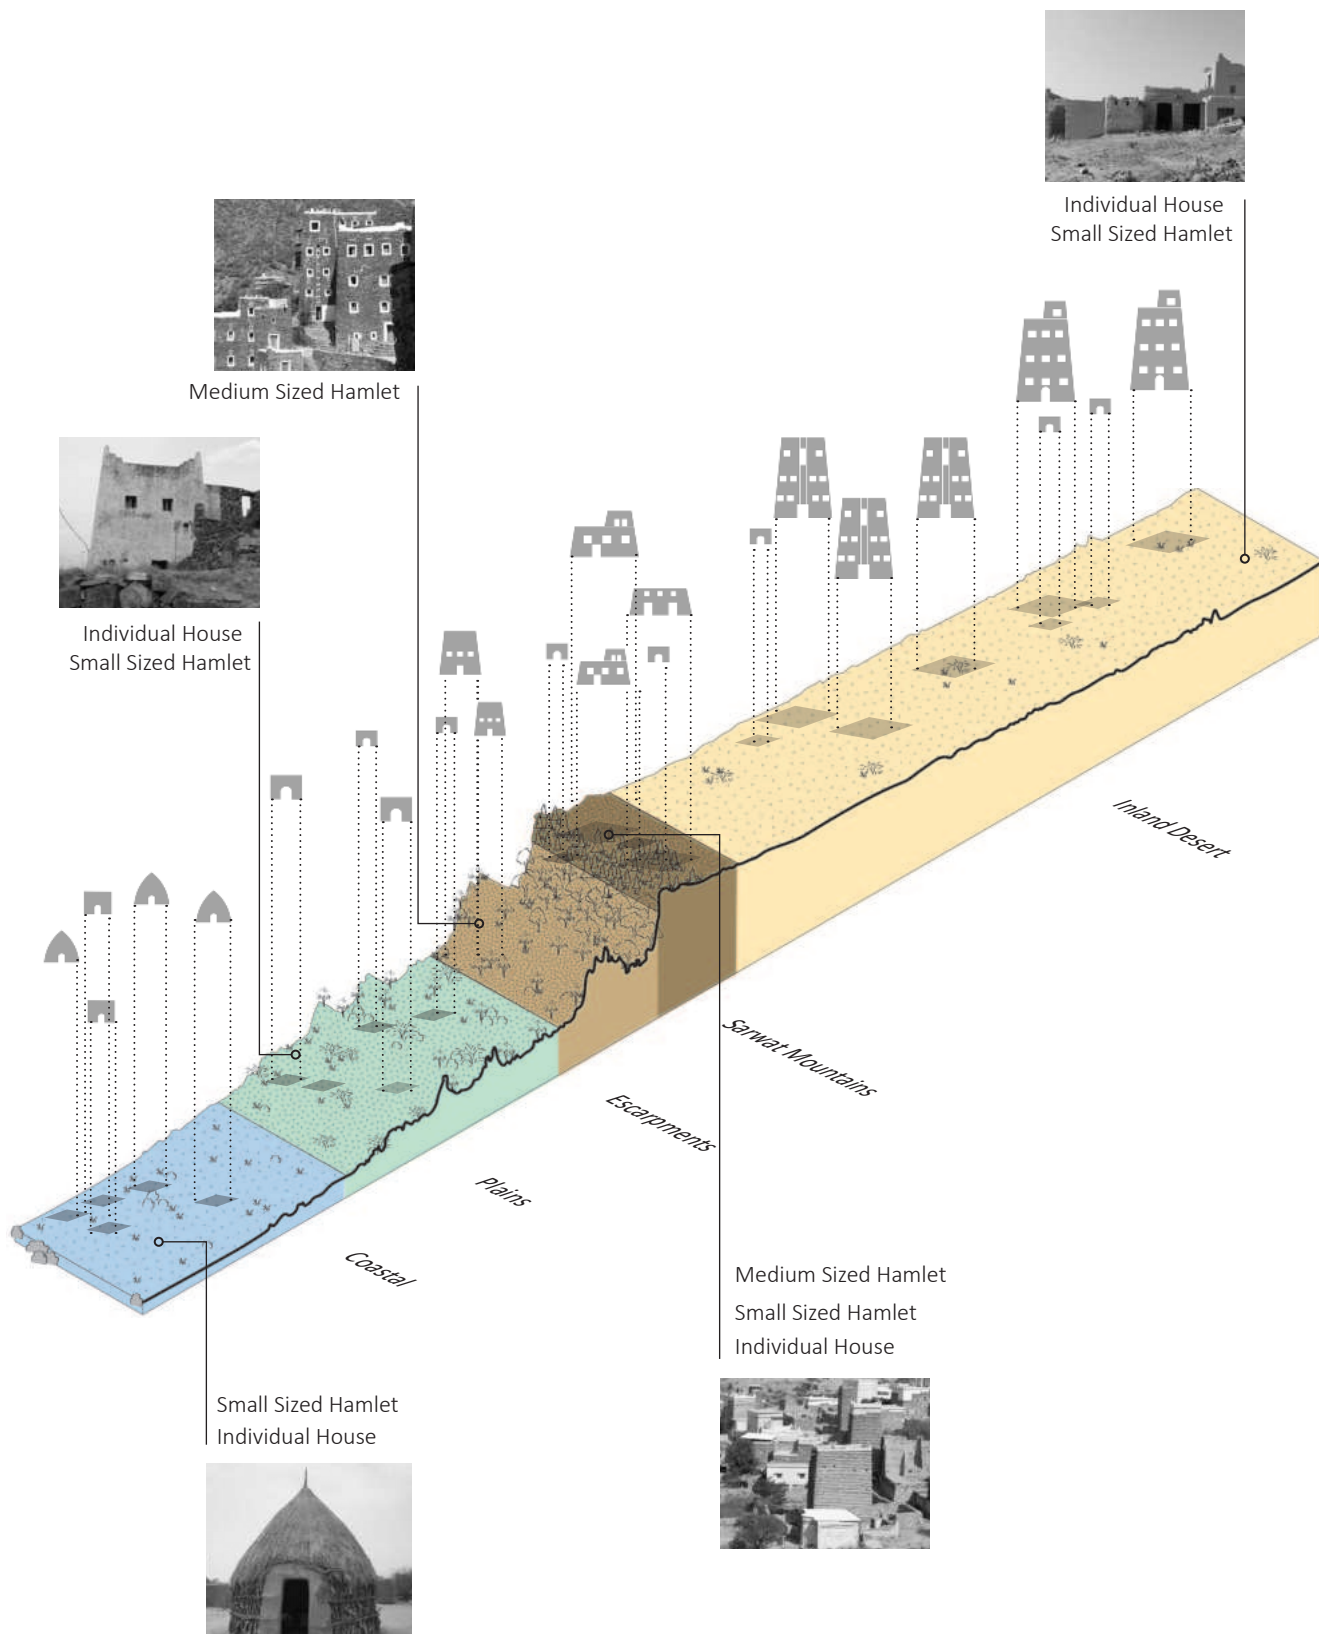 Individual House
Small Sized Hamlet
Medium Sized Hamlet
Individual House
Small Sized Hamlet
Inland Desert
Sarwat Mountains
Escarpments
Plains
Coastal
Medium Sized Hamlet
Small Sized Hamlet
Individual House
Small Sized Hamlet
Individual House